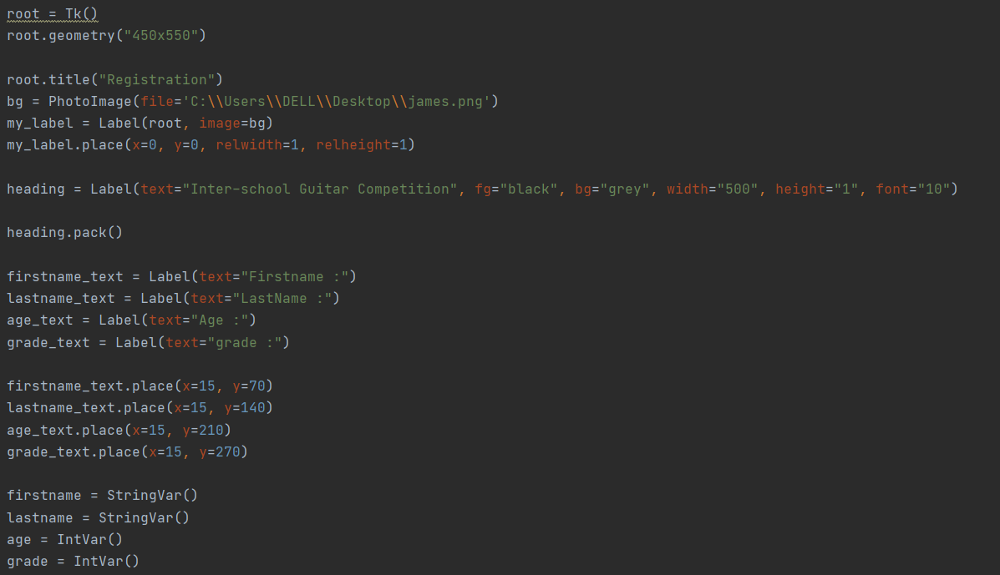 root = Tk()
root.geometry("450x550")
root.title("Registration")
bg = PhotoImage(file='C:\\Users\\DELL\\Desktop\\james.png')
my_label = Label(root, image=bg)
my_label.place(x=0, y=0, relwidth=1, relheight=1)
heading = Label(text="Inter-school Guitar Competition", fg="black", bg="grey", width="500", height="1", font="10")
heading.pack()
firstname_text = Label(text="Firstname :")
lastname_text = Label(text="LastName :")
age_text = Label(text="Age :")
grade_text = Label(text="grade :")
firstname_text.place(x=15, y=70)
lastname_text.place(x=15, y=140)
age_text.place(x=15, y=210)
grade_text.place(x=15, y=270)
firstname = StringVar()
lastname = StringVar()
age = IntVar()
grade = IntVar()